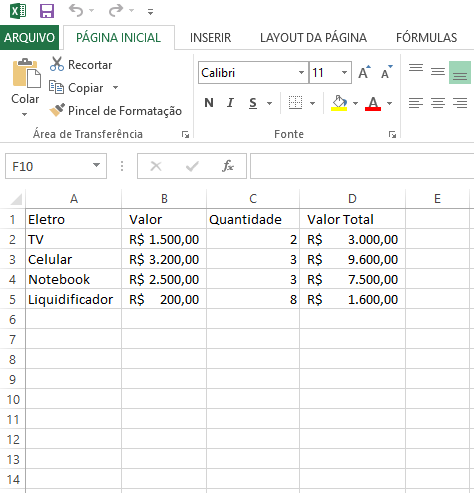 ARQUIVO PÁGINA INICIAL INSERIR LAYOUT DA PÁGINA FÓRMULAS
Colar
Recortar
Copiar
Pincel de Formatação
Área de Transferência
Calibri 11 A A
N I S A
Fonte
F10 fx
A B C D E
1 Eletro Valor Quantidade Valor Total
2 TV R$ 1.500,00 2 R$ 3.000,00
3 Celular R$ 3.200,00 3 R$ 9.600,00
4 Notebook R$ 2.500,00 3 R$ 7.500,00
5 Liquidificador R$ 200,00 8 R$ 1.600,00
6
7
8
9
10
11
12
13
14